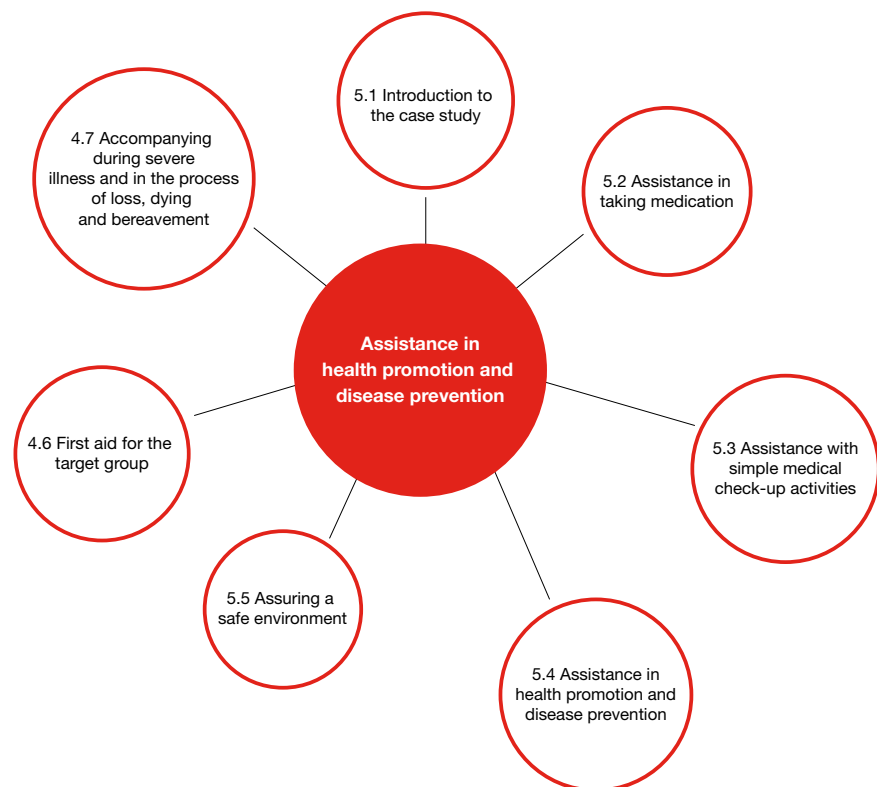 5.1 Introduction to
the case study
4.7 Accompanying
during severe
illness and in the process
of loss, dying
and bereavement
5.2 Assistance in
taking medication
Assistance in
health promotion and
disease prevention
4.6 First aid for the
target group
5.3 Assistance with
simple medical
check-up activities
5.5 Assuring a
safe environment
5.4 Assistance in
health promotion and
disease prevention